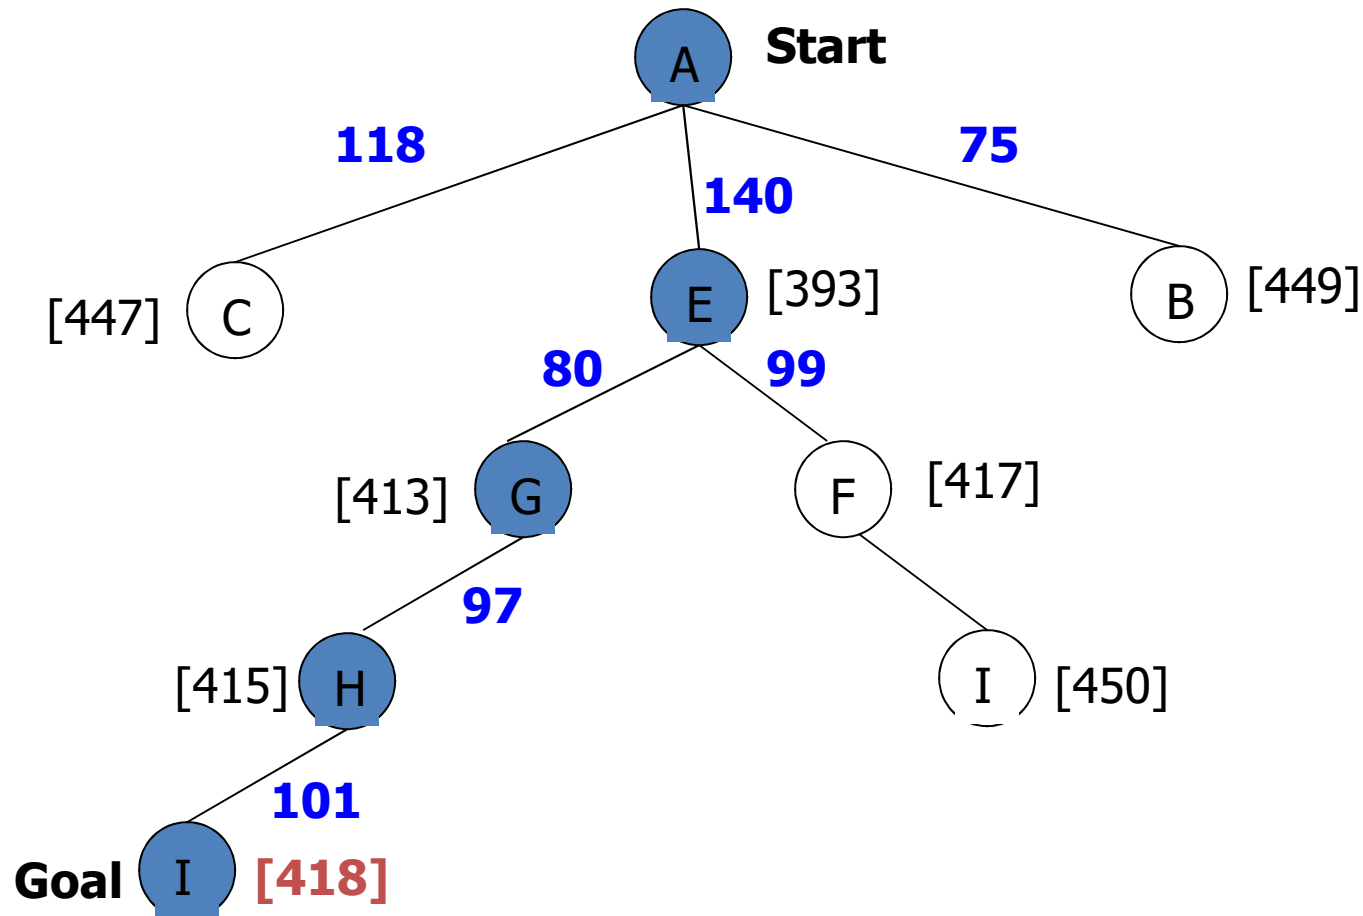 A Start
118
75
140
[447] C
E [393]
B [449]
80
99
[413] G
F [417]
97
[415] H
I [450]
101
Goal I [418]